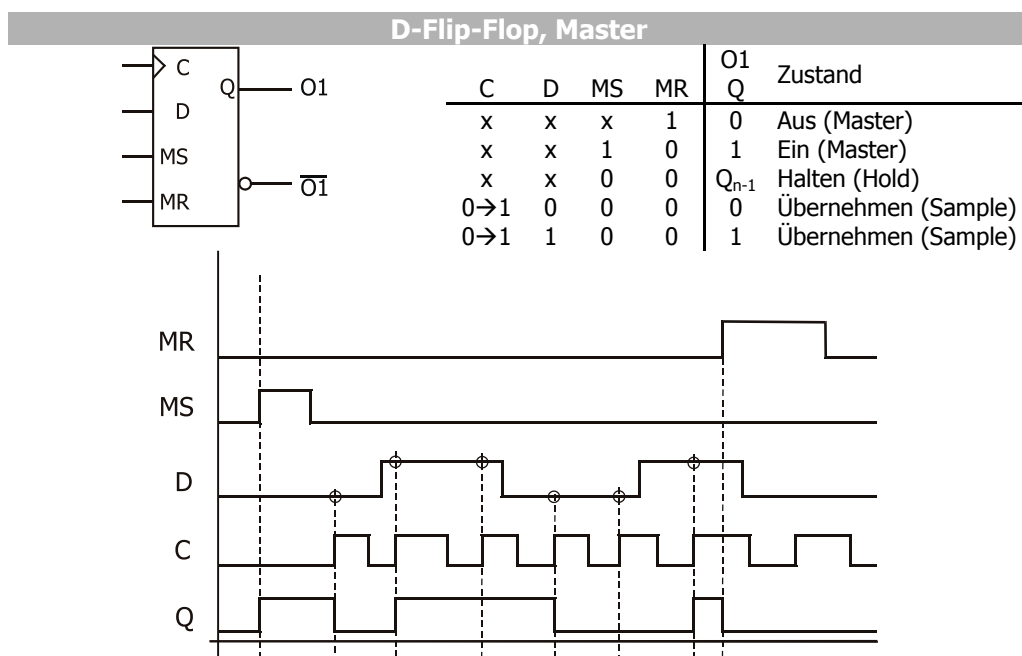 D-Flip-Flop, Master
C
D
MS
MR
Q
O1
O̅1̅
C D MS MR O1 Q Zustand
x x x 1 0 Aus (Master)
x x 1 0 1 Ein (Master)
x x 0 0 Qn-1 Halten (Hold)
0→1 0 0 0 0 Übernehmen (Sample)
0→1 1 0 0 1 Übernehmen (Sample)
MR
MS
D
C
Q